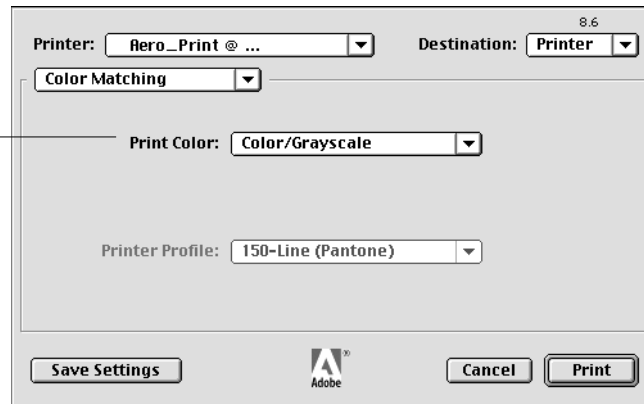 8.6
Printer: Aero_Print @ ... Destination: Printer
Color Matching
Print Color: Color/Grayscale
Printer Profile: 150-Line (Pantone)
Save Settings Adobe ® Cancel Print